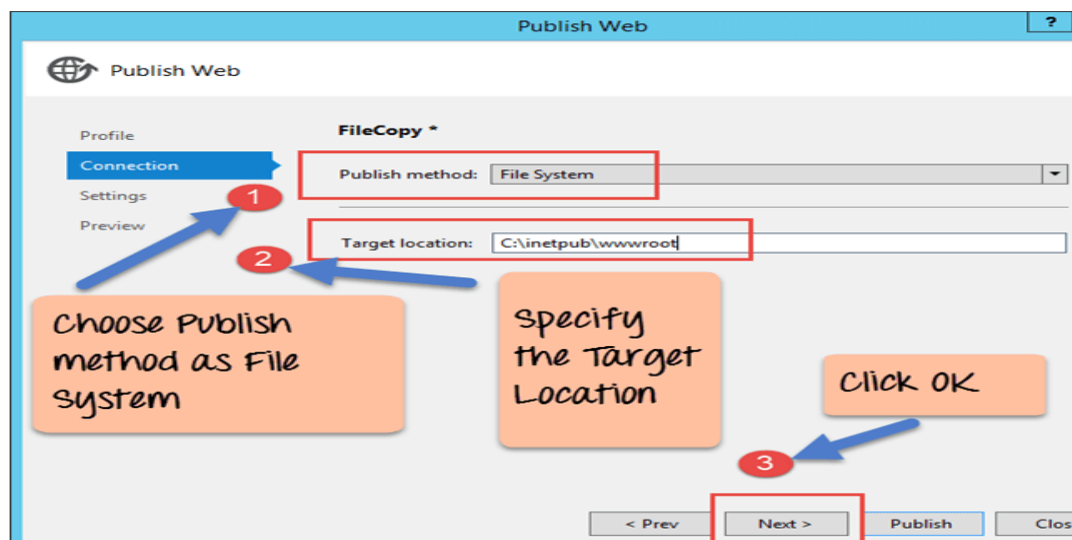 Publish Web
?
Publish Web
Profile
Connection
Settings
Preview
FileCopy *
Publish method: File System
Target location: C:\inetpub\wwwroot
1
2
Choose Publish
method as File
System
Specify
the Target
Location
Click OK
3
< Prev
Next >
Publish
Clos